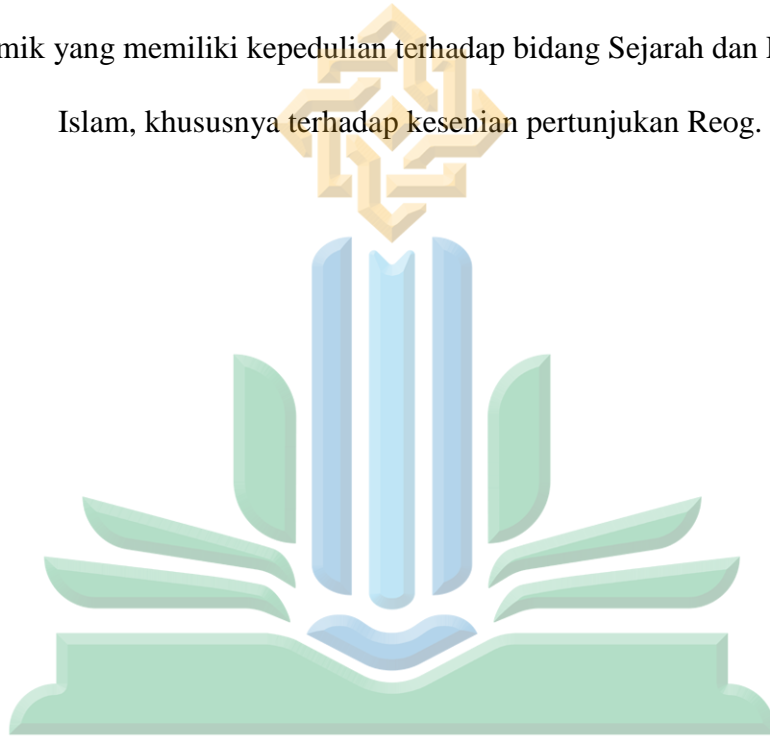 mik yang memiliki kepedulian terhadap bidang Sejarah dan
Islam, khususnya terhadap kesenian pertunjukan Reog.